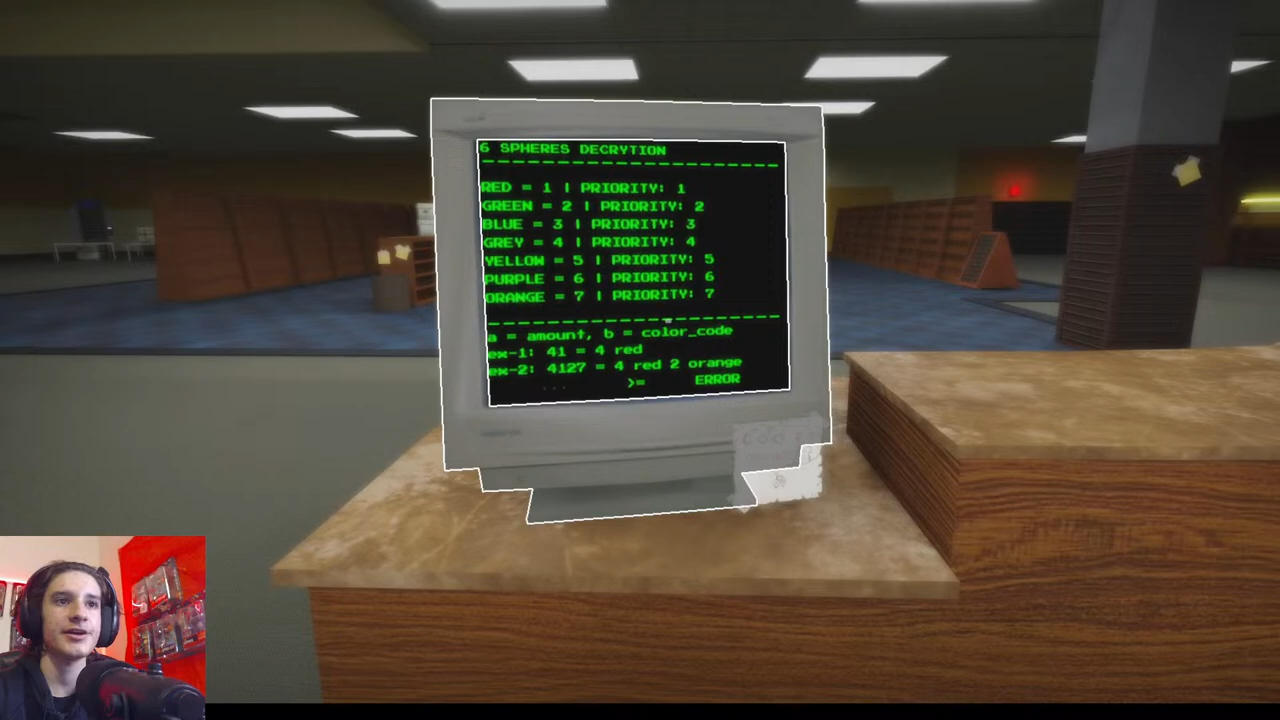 6 SPHERES DECRYTION
RED = 1 | PRIORITY: 1
GREEN = 2 | PRIORITY: 2
BLUE = 3 | PRIORITY: 3
GREY = 4 | PRIORITY: 4
YELLOW = 5 | PRIORITY: 5
PURPLE = 6 | PRIORITY: 6
ORANGE = 7 | PRIORITY: 7
a = amount, b = color_code
ex-1: 41 = 4 red
ex-2: 4127 = 4 red 2 orange
... >= ERROR